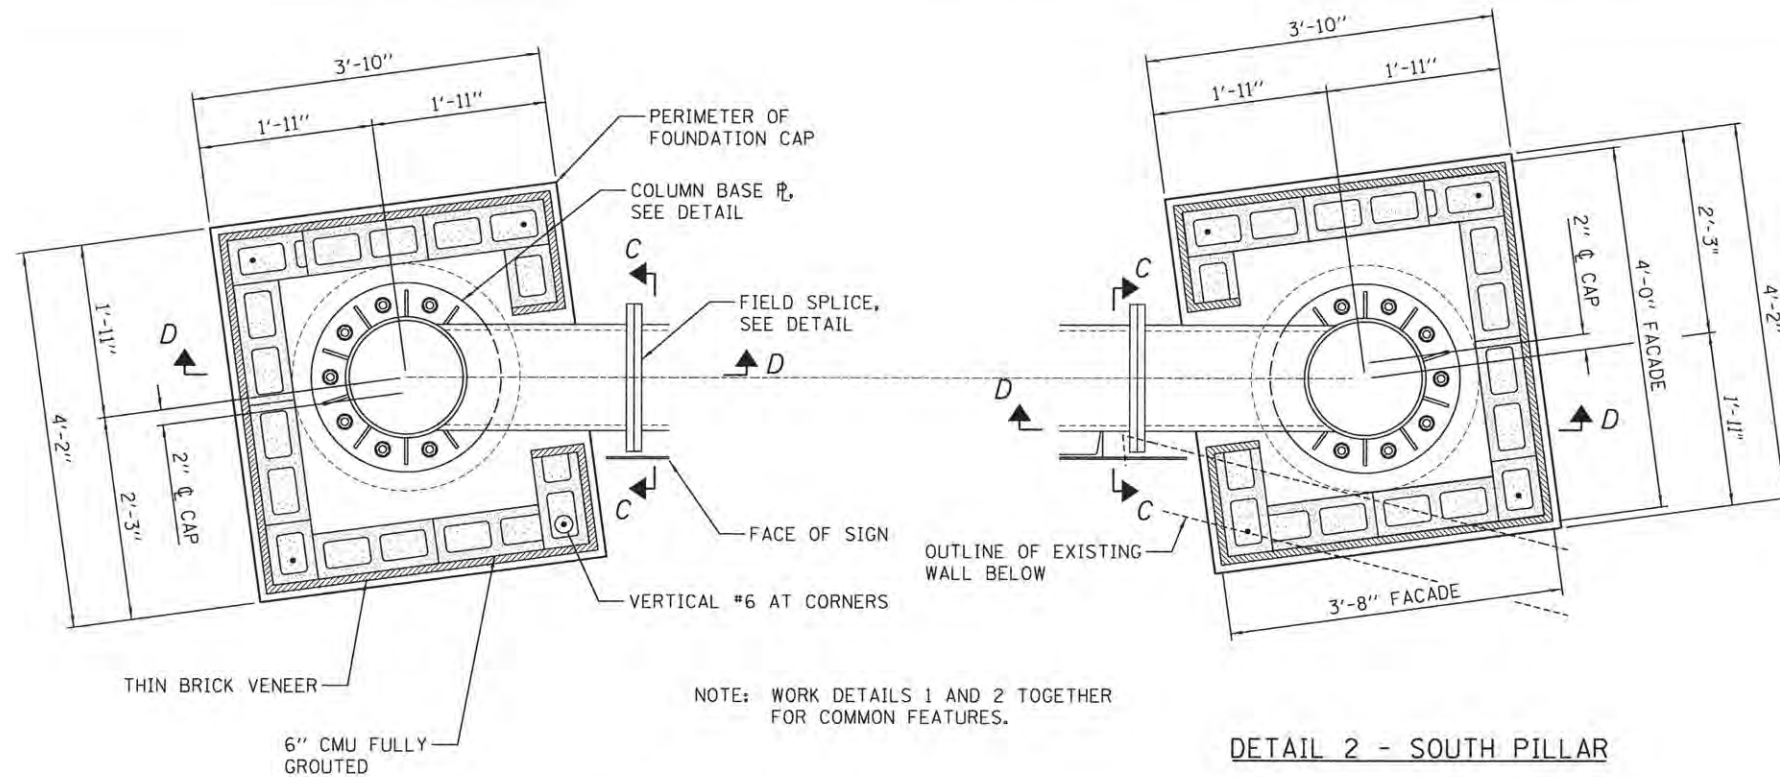 3'-10"
1'-11"
1'-11"
PERIMETER OF
FOUNDATION CAP
COLUMN BASE ⅊,
SEE DETAIL
C
FIELD SPLICE,
SEE DETAIL
D
D
1'-11"
4'-2"
2" ℄ CAP
2'-3"
C
FACE OF SIGN
VERTICAL #6 AT CORNERS
THIN BRICK VENEER
6" CMU FULLY
GROUTED
3'-10"
1'-11"
1'-11"
C
D
D
2'-3"
2" ℄ CAP
4'-0" FACADE
4'-2"
1'-11"
C
OUTLINE OF EXISTING
WALL BELOW
3'-8" FACADE
NOTE: WORK DETAILS 1 AND 2 TOGETHER
FOR COMMON FEATURES.
DETAIL 2 - SOUTH PILLAR